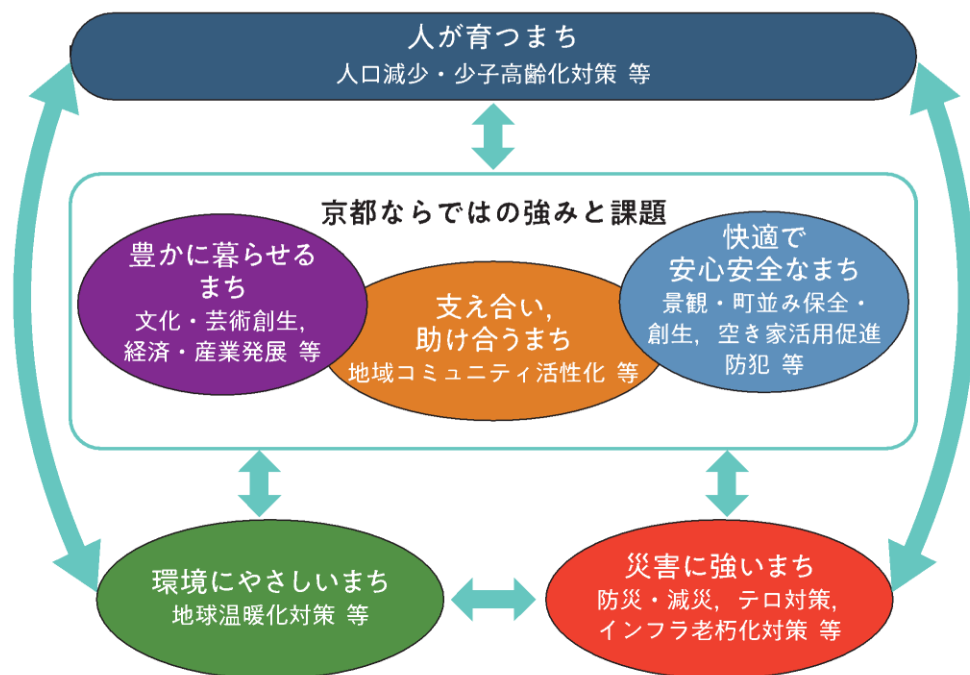 人が育つまち
人口減少・少子高齢化対策 等
京都ならではの強みと課題
豊かに暮らせる
まち
文化・芸術創生,
経済・産業発展 等
支え合い,
助け合うまち
地域コミュニティ活性化 等
快適で
安心安全なまち
景観・町並み保全・
創生, 空き家活用促進
防犯 等
環境にやさしいまち
地球温暖化対策 等
災害に強いまち
防災・減災, テロ対策,
インフラ老朽化対策 等